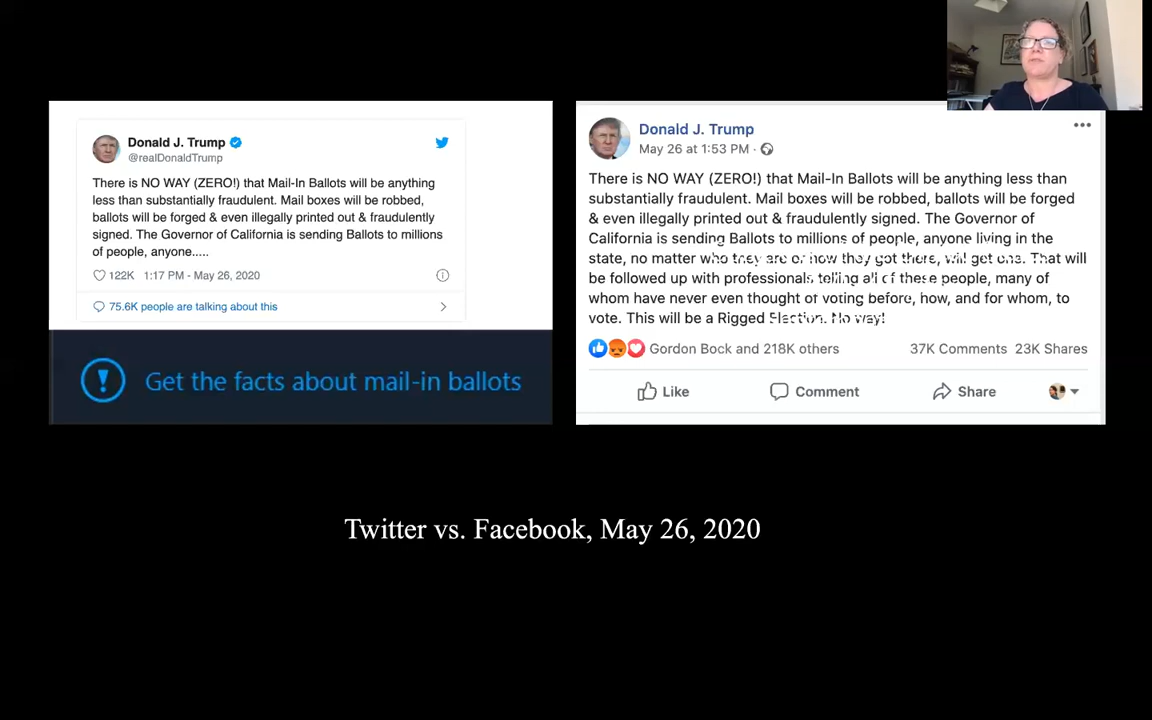 Donald J. Trump
@realDonaldTrump
There is NO WAY (ZERO!) that Mail-In Ballots will be anything
less than substantially fraudulent. Mail boxes will be robbed,
ballots will be forged & even illegally printed out & fraudulently
signed. The Governor of California is sending Ballots to millions
of people, anyone.....
122K 1:17 PM - May 26, 2020
75.6K people are talking about this
Get the facts about mail-in ballots
Donald J. Trump
May 26 at 1:53 PM ·
There is NO WAY (ZERO!) that Mail-In Ballots will be anything less than
substantially fraudulent. Mail boxes will be robbed, ballots will be forged
& even illegally printed out & fraudulently signed. The Governor of
California is sending Ballots to millions of people, anyone living in the
state, no matter who they are or how they got there, will get one. That will
be followed up with professionals telling all of these people, many of
whom have never even thought of voting before, how, and for whom, to
vote. This will be a Rigged Election. No way!
Gordon Bock and 218K others 37K Comments 23K Shares
Like Comment Share
Twitter vs. Facebook, May 26, 2020